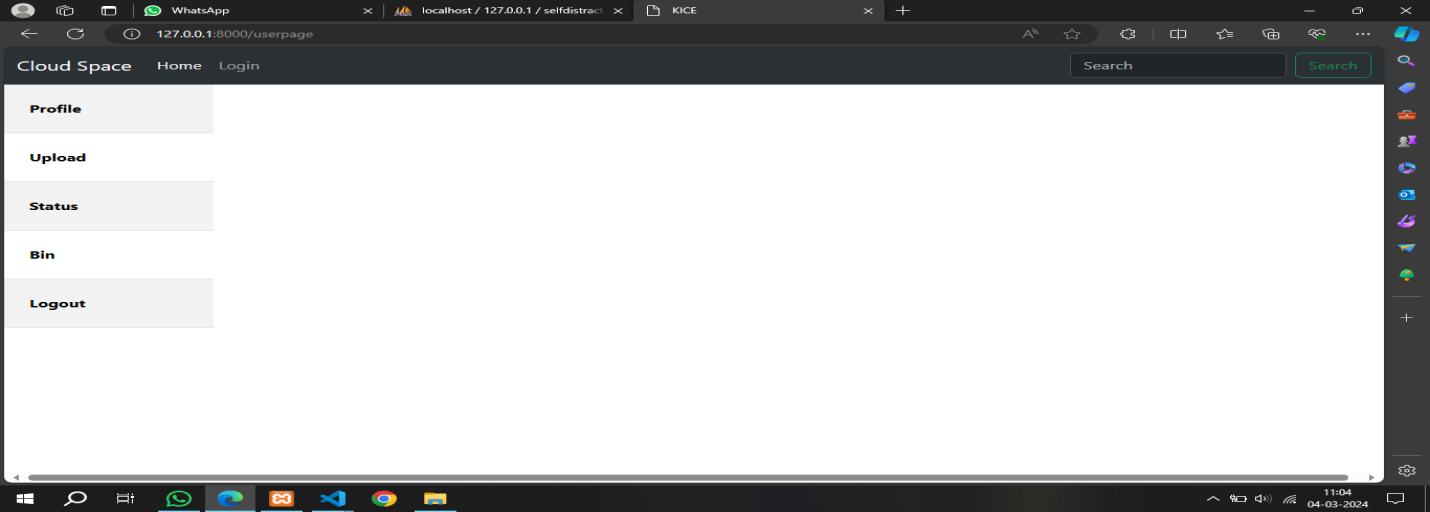 WhatsApp
localhost / 127.0.0.1 / selfdistract
KICE
127.0.0.1:8000/userpage
Cloud Space Home Login Search Search
Profile
Upload
Status
Bin
Logout
11:04
04-03-2024